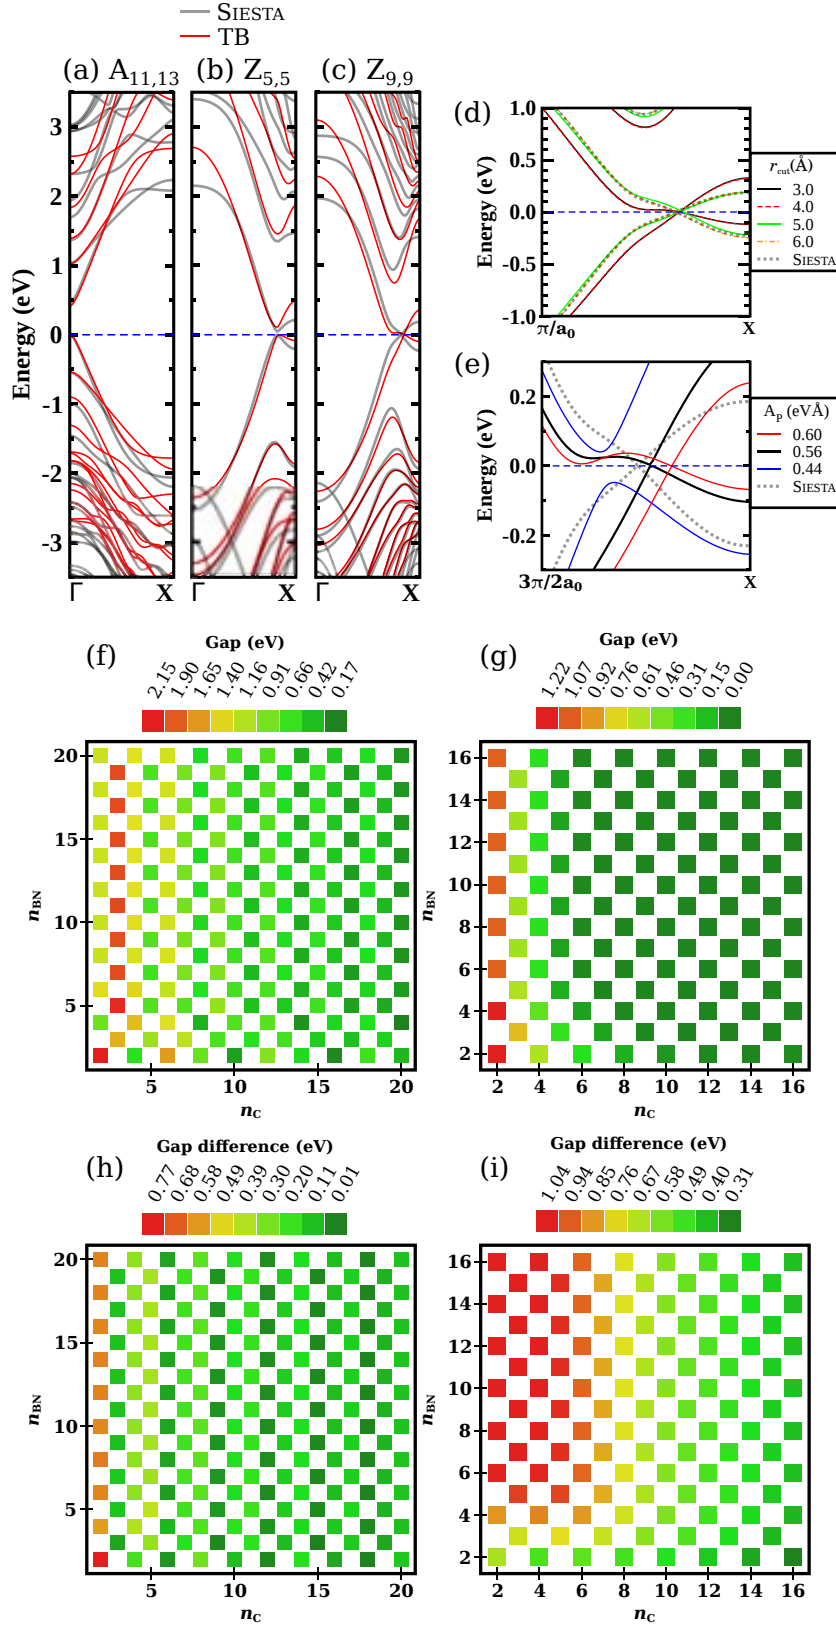 SIESTA
TB
(a) A11,13 (b) Z5,5 (c) Z9,9
Energy (eV)
3
2
1
0
-1
-2
-3
Γ X Γ X Γ X
(d)
Energy (eV)
1.0
0.5
0.0
-0.5
-1.0
π/a0 X
rcut(Å)
3.0
4.0
5.0
6.0
SIESTA
(e)
Energy (eV)
0.2
0.0
-0.2
3π/2a0 X
AP (eVÅ)
0.60
0.56
0.44
SIESTA
(f)
Gap (eV)
2.15 1.90 1.65 1.40 1.16 0.91 0.66 0.42 0.17
nBN
20
15
10
5
5 10 15 20
nC
(g)
Gap (eV)
1.22 1.07 0.92 0.76 0.61 0.46 0.31 0.15 0.00
nBN
16
14
12
10
8
6
4
2
2 4 6 8 10 12 14 16
nC
(h)
Gap difference (eV)
0.77 0.68 0.58 0.49 0.39 0.30 0.20 0.11 0.01
nBN
20
15
10
5
5 10 15 20
nC
(i)
Gap difference (eV)
1.04 0.94 0.85 0.76 0.67 0.58 0.49 0.40 0.31
nBN
16
14
12
10
8
6
4
2
2 4 6 8 10 12 14 16
nC